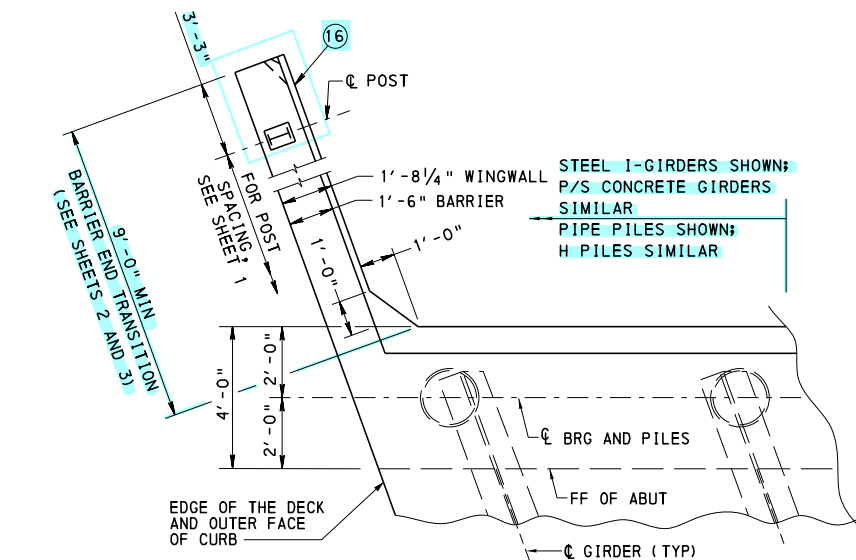 3'-3"
16
℄ POST
1'-8 1/4" WINGWALL
1'-6" BARRIER
STEEL I-GIRDERS SHOWN;
P/S CONCRETE GIRDERS
SIMILAR
PIPE PILES SHOWN;
H PILES SIMILAR
FOR POST
SPACING,
SEE SHEET 1
9'-0" MIN
BARRIER END TRANSITION
(SEE SHEETS 2 AND 3)
1'-0"
1'-0"
4'-0"
2'-0"
2'-0"
℄ BRG AND PILES
FF OF ABUT
EDGE OF THE DECK
AND OUTER FACE
OF CURB
℄ GIRDER (TYP)